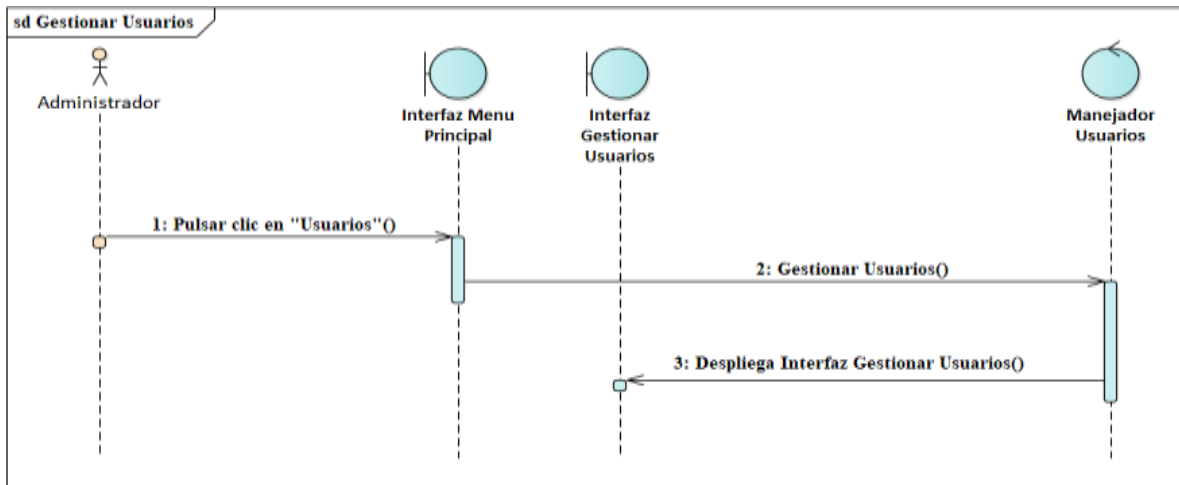 sd Gestionar Usuarios
Administrador
Interfaz Menu
Principal
Interfaz
Gestionar
Usuarios
Manejador
Usuarios
1: Pulsar clic en "Usuarios"()
2: Gestionar Usuarios()
3: Despliega Interfaz Gestionar Usuarios()